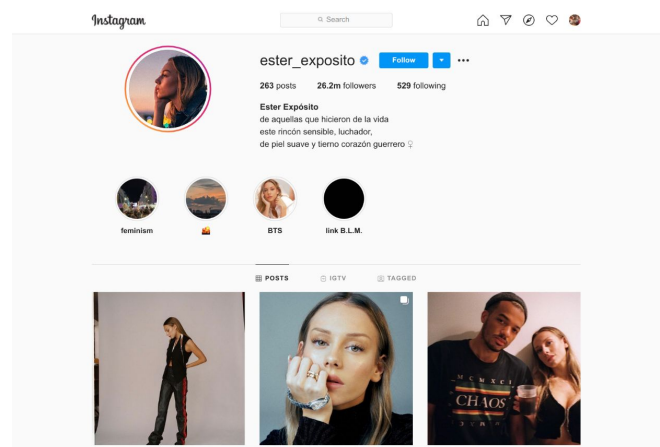 Instagram
Search
ester_exposito
Follow
263 posts 26.2m followers 529 following
Ester Expósito
de aquellas que hicieron de la vida
este rincón sensible, luchador,
de piel suave y tierno corazón guerrero ♀
feminism BTS link B.L.M.
POSTS IGTV TAGGED
MCMXCI
CHAOS